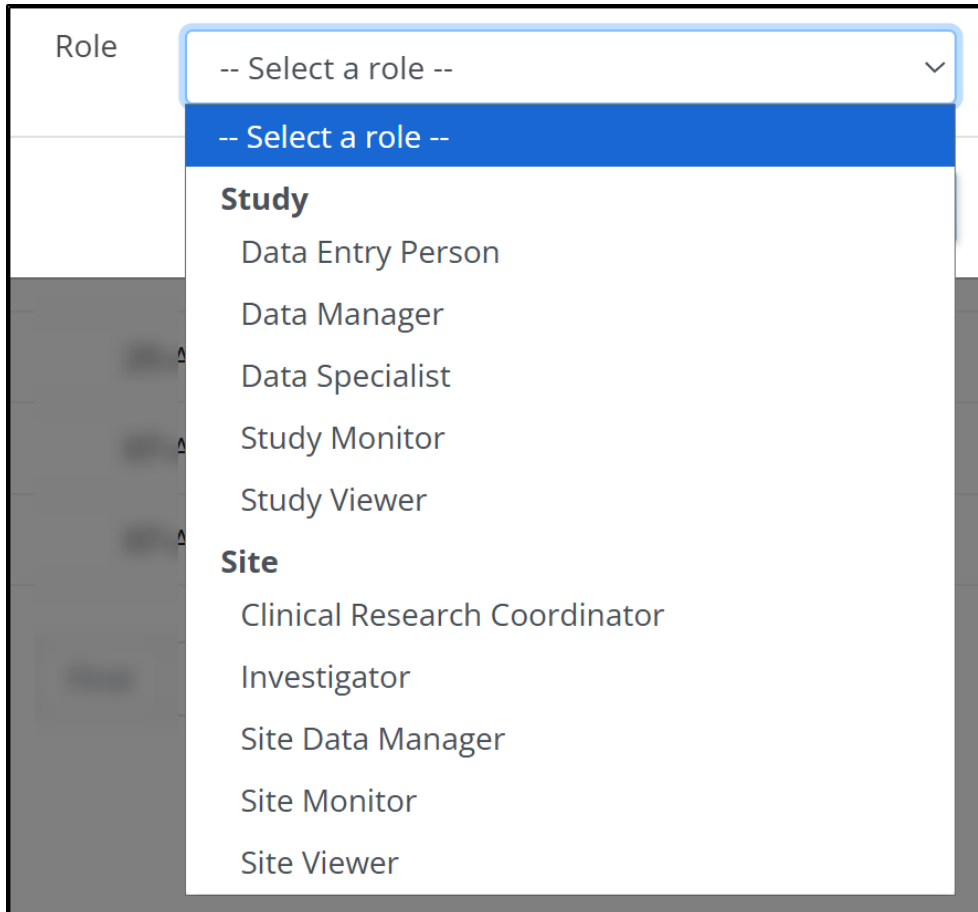 Role
-- Select a role --
-- Select a role --
Study
Data Entry Person
Data Manager
Data Specialist
Study Monitor
Study Viewer
Site
Clinical Research Coordinator
Investigator
Site Data Manager
Site Monitor
Site Viewer